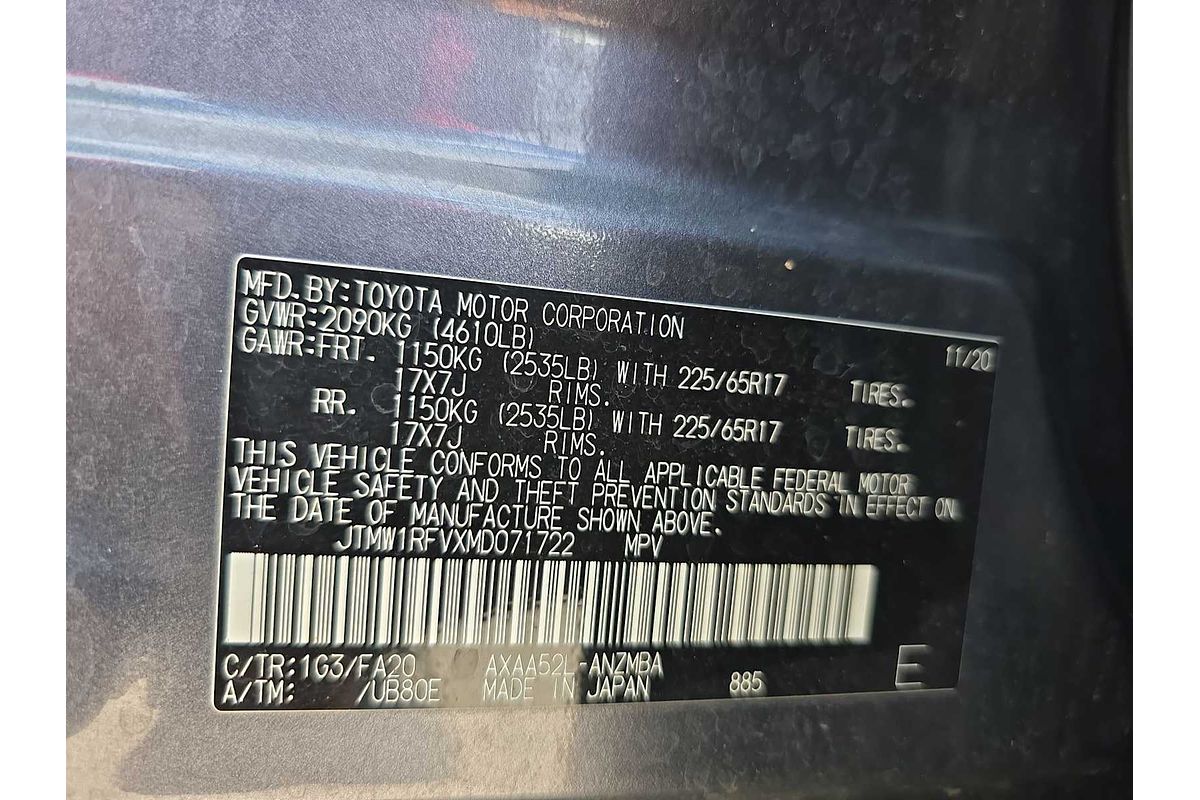 MFD. BY:TOYOTA MOTOR CORPORATION 11/20
GVWR:2090KG (4610LB)
GAWR:FRT. 1150KG (2535LB) WITH 225/65R17 TIRES.
17X7J RIMS.
RR. 1150KG (2535LB) WITH 225/65R17 TIRES.
17X7J RIMS.
THIS VEHICLE CONFORMS TO ALL APPLICABLE FEDERAL MOTOR
VEHICLE SAFETY AND THEFT PREVENTION STANDARDS IN EFFECT ON
THE DATE OF MANUFACTURE SHOWN ABOVE.
JTMW1RFVXMD071722 MPV
C/TR:1G3/FA20 AXAA52L-ANZMBA
A/TM: /UB80E MADE IN JAPAN 885 E